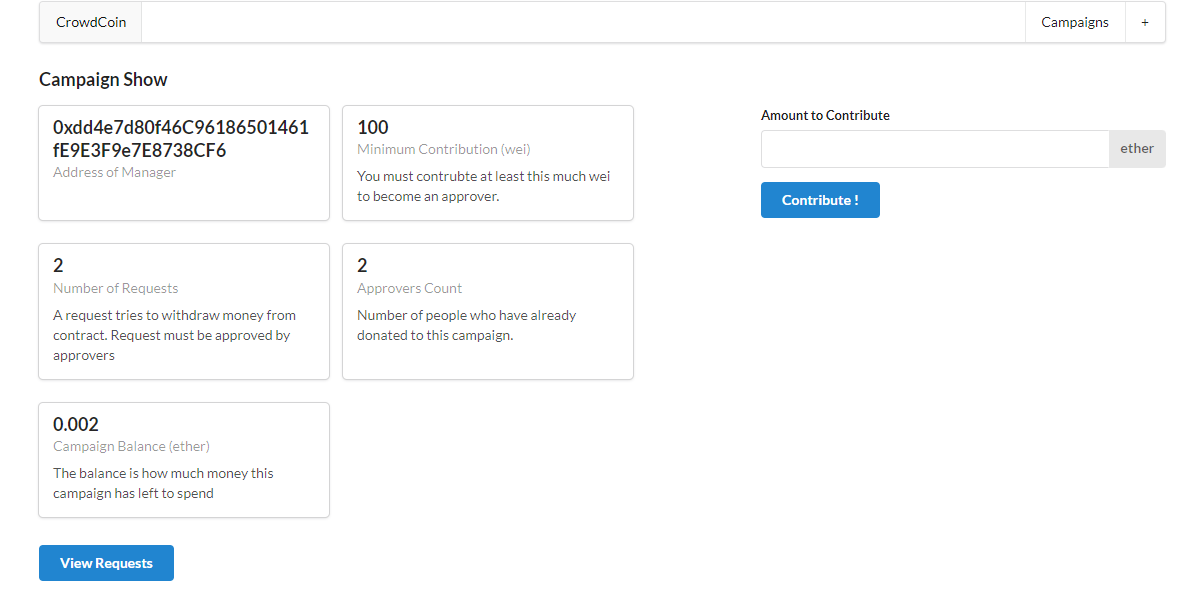 CrowdCoin
Campaigns
+
Campaign Show
0xdd4e7d80f46C96186501461
fE9E3F9e7E8738CF6
Address of Manager
100
Minimum Contribution (wei)
You must contrubte at least this much wei
to become an approver.
2
Number of Requests
A request tries to withdraw money from
contract. Request must be approved by
approvers
2
Approvers Count
Number of people who have already
donated to this campaign.
0.002
Campaign Balance (ether)
The balance is how much money this
campaign has left to spend
View Requests
Amount to Contribute
ether
Contribute !